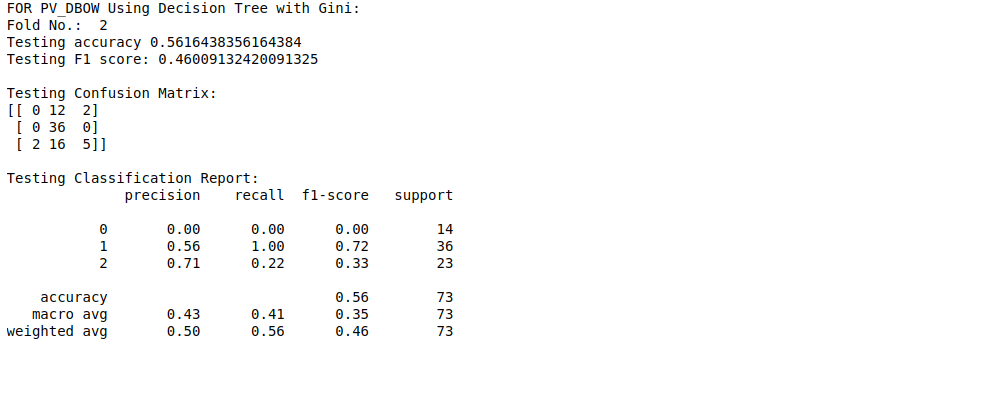 FOR PV_DBOW Using Decision Tree with Gini:
Fold No.:  2
Testing accuracy 0.5616438356164384
Testing F1 score: 0.46009132420091325

Testing Confusion Matrix:
[[ 0 12  2]
 [ 0 36  0]
 [ 2 16  5]]

Testing Classification Report:
              precision    recall  f1-score   support

           0       0.00      0.00      0.00        14
           1       0.56      1.00      0.72        36
           2       0.71      0.22      0.33        23

    accuracy                           0.56        73
   macro avg       0.43      0.41      0.35        73
weighted avg       0.50      0.56      0.46        73